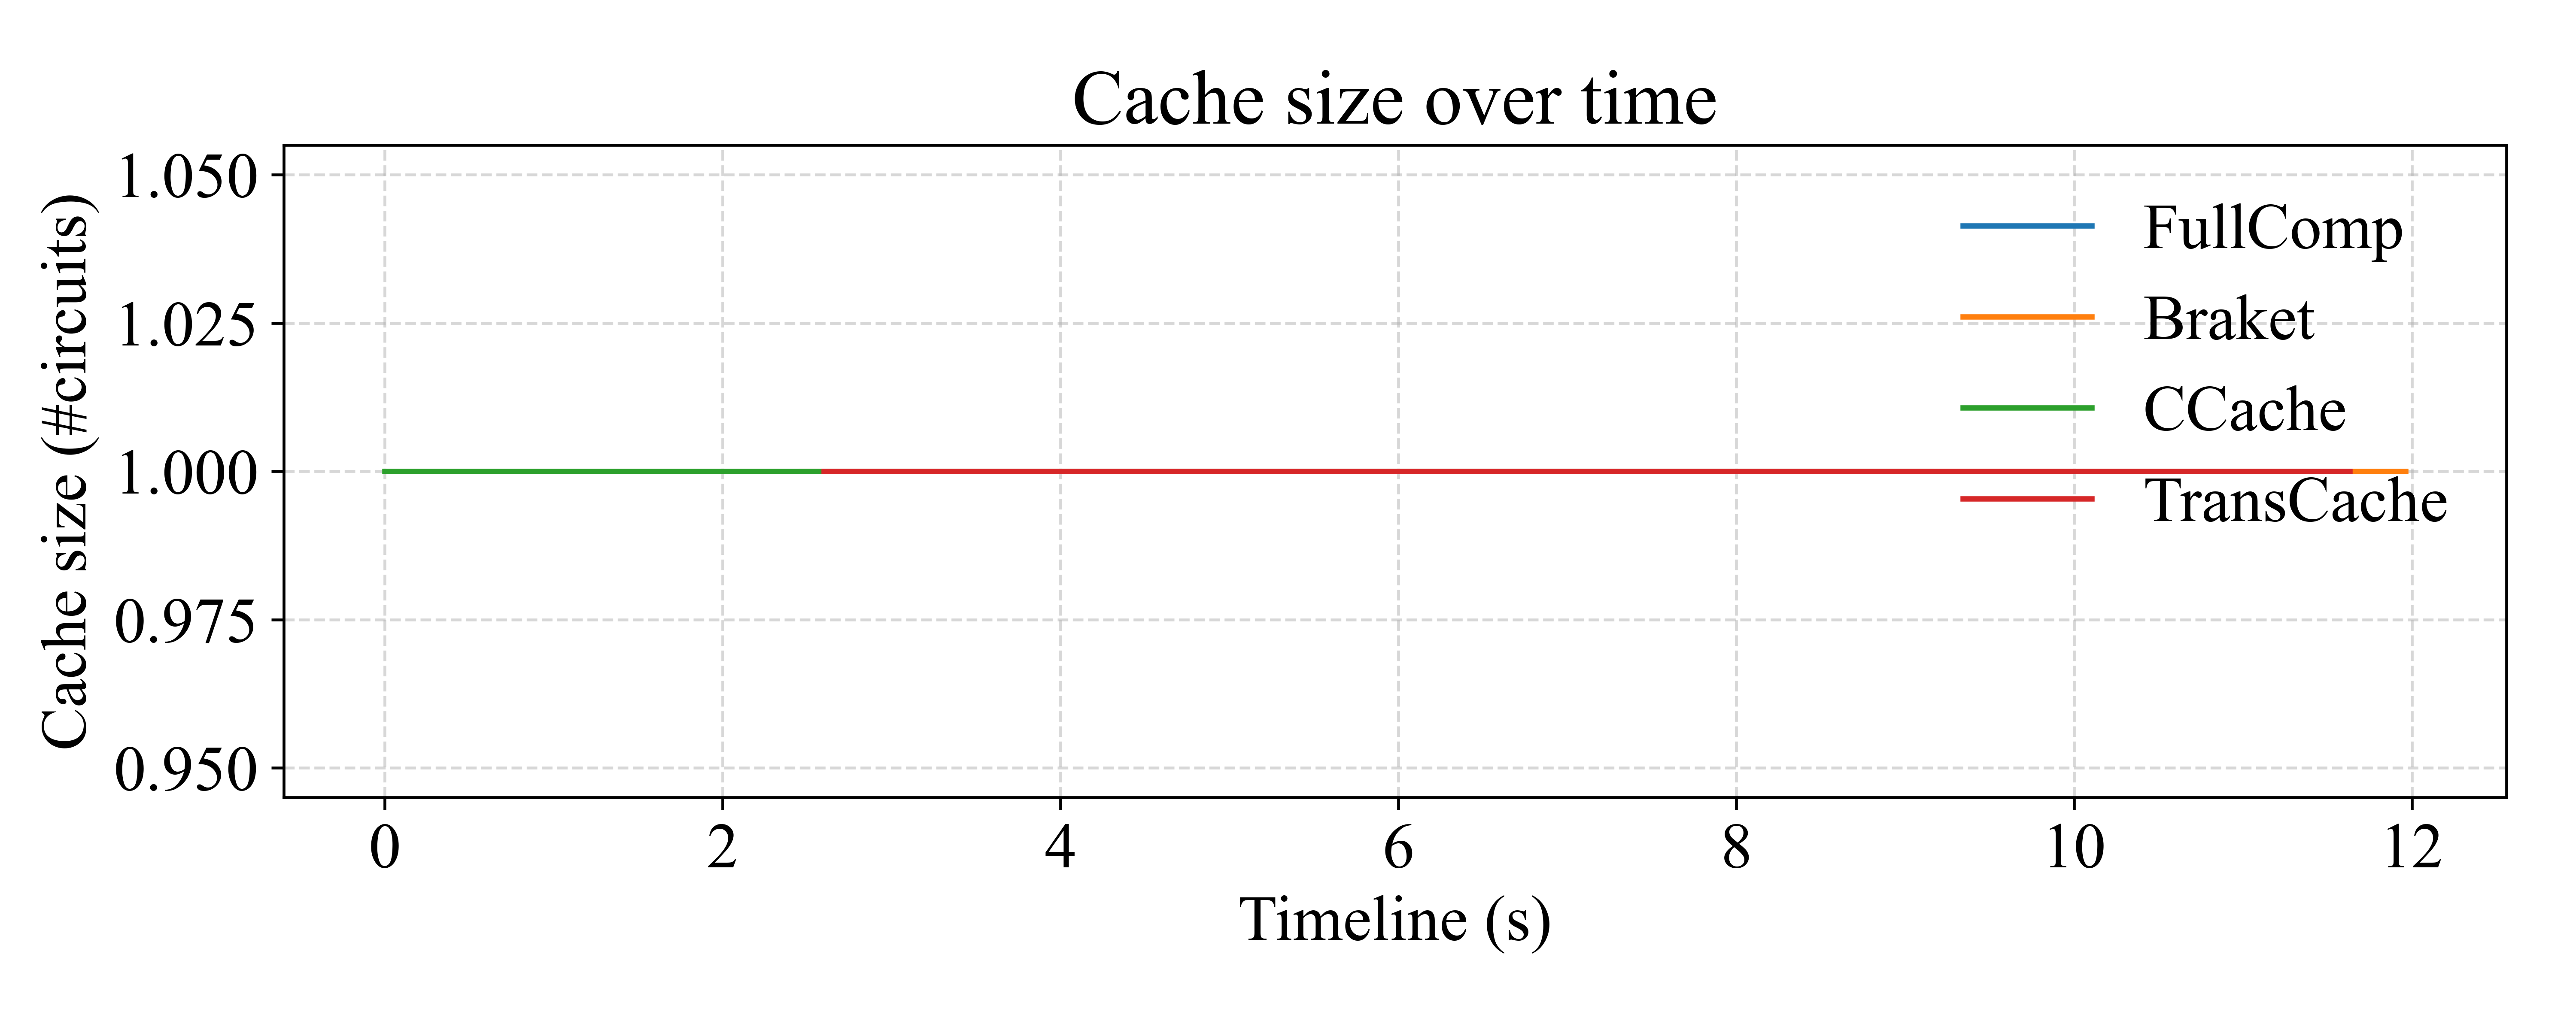 Cache size over time
Cache size (#circuits)
1.050
1.025
1.000
0.975
0.950
FullComp
Braket
CCache
TransCache
0 2 4 6 8 10 12
Timeline (s)